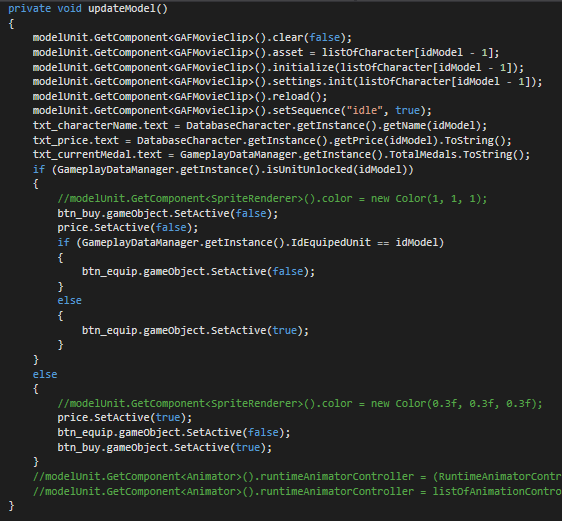 private void updateModel()
{
modelUnit.GetComponent<GAFMovieClip>().clear(false);
modelUnit.GetComponent<GAFMovieClip>().asset = listOfCharacter[idModel - 1];
modelUnit.GetComponent<GAFMovieClip>().initialize(listOfCharacter[idModel - 1]);
modelUnit.GetComponent<GAFMovieClip>().settings.init(listOfCharacter[idModel - 1]);
modelUnit.GetComponent<GAFMovieClip>().reload();
modelUnit.GetComponent<GAFMovieClip>().setSequence("idle", true);
txt_characterName.text = DatabaseCharacter.getInstance().getName(idModel);
txt_price.text = DatabaseCharacter.getInstance().getPrice(idModel).ToString();
txt_currentMedal.text = GameplayDataManager.getInstance().TotalMedals.ToString();
if (GameplayDataManager.getInstance().isUnitUnlocked(idModel))
{
//modelUnit.GetComponent<SpriteRenderer>().color = new Color(1, 1, 1);
btn_buy.gameObject.SetActive(false);
price.SetActive(false);
if (GameplayDataManager.getInstance().IdEquipedUnit == idModel)
{
btn_equip.gameObject.SetActive(false);
}
else
{
btn_equip.gameObject.SetActive(true);
}
}
else
{
//modelUnit.GetComponent<SpriteRenderer>().color = new Color(0.3f, 0.3f, 0.3f);
price.SetActive(true);
btn_equip.gameObject.SetActive(false);
btn_buy.gameObject.SetActive(true);
}
//modelUnit.GetComponent<Animator>().runtimeAnimatorController = (RuntimeAnimatorContr
//modelUnit.GetComponent<Animator>().runtimeAnimatorController = listOfAnimationContro
}